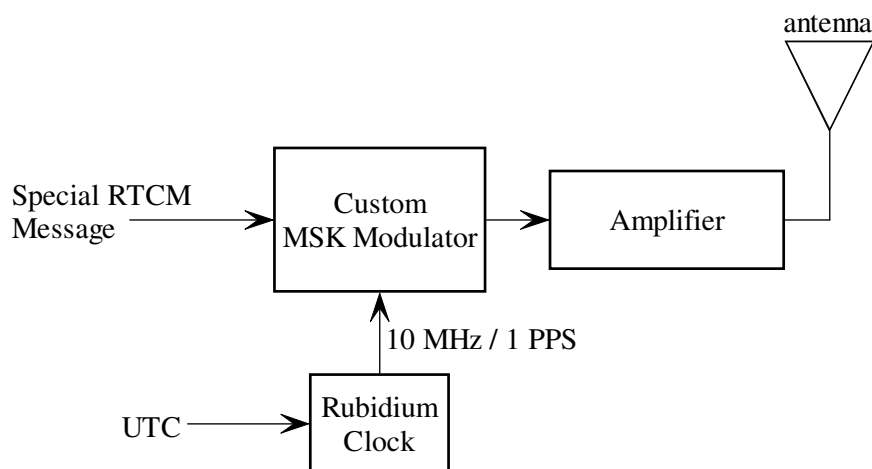 antenna
Special RTCM
Message
Custom
MSK Modulator
Amplifier
10 MHz / 1 PPS
UTC
Rubidium
Clock